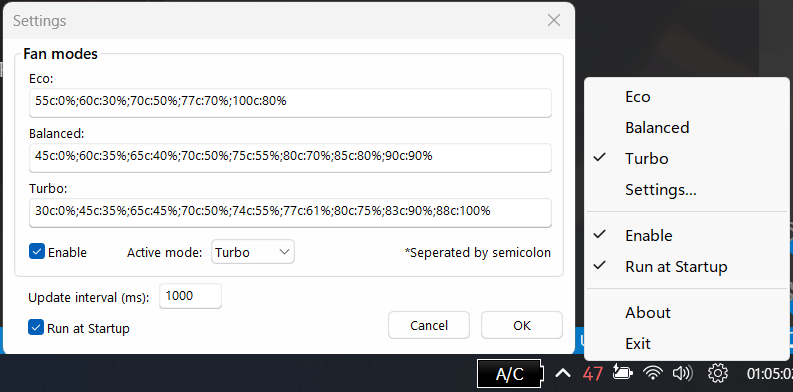 Settings
Fan modes
Eco:
55c:0%;60c:30%;70c:50%;77c:70%;100c:80%
Balanced:
45c:0%;60c:35%;65c:40%;70c:50%;75c:55%;80c:70%;85c:80%;90c:90%
Turbo:
30c:0%;45c:35%;65c:45%;70c:50%;74c:55%;77c:61%;80c:75%;83c:90%;88c:100%
Enable Active mode: Turbo *Seperated by semicolon
Update interval (ms): 1000
Run at Startup Cancel OK
Eco
Balanced
Turbo
Settings...
Enable
Run at Startup
About
Exit
A/C 47